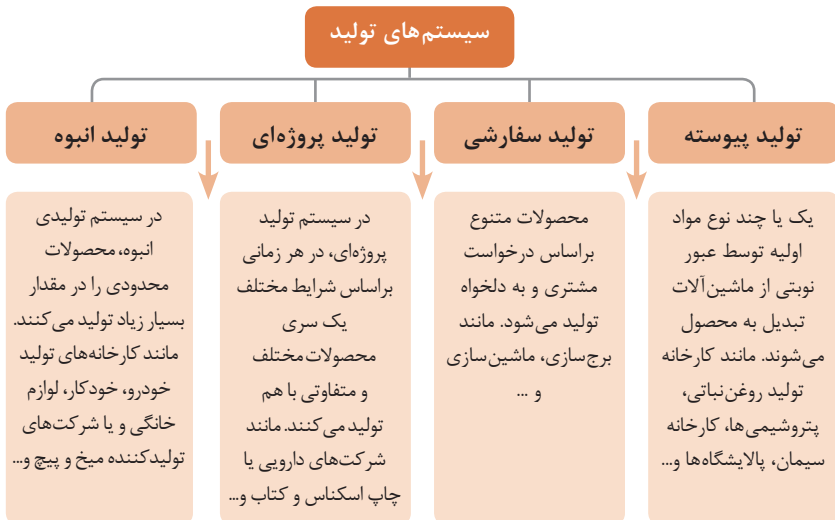 سیستم‌های تولید
تولید پیوسته
یک یا چند نوع مواد
اولیه توسط عبور
نوبتی از ماشین‌آلات
تبدیل به محصول
می‌شوند. مانند کارخانه
تولید روغن‌نباتی،
پتروشیمی‌ها، کارخانه
سیمان، پالایشگاه‌ها و...
تولید سفارشی
محصولات متنوع
براساس درخواست
مشتری و به دلخواه
تولید می‌شود. مانند
برج‌سازی، ماشین‌سازی
و ...
تولید پروژه‌ای
در سیستم تولید
پروژه‌ای، در هر زمانی
براساس شرایط مختلف
یک سری
محصولات مختلف
و متفاوتی با هم
تولید می‌کنند. مانند
شرکت‌های دارویی یا
چاپ اسکناس و کتاب و...
تولید انبوه
در سیستم تولیدی
انبوه، محصولات
محدودی را در مقدار
بسیار زیاد تولید می‌کنند.
مانند کارخانه‌های تولید
خودرو، خودکار، لوازم
خانگی و یا شرکت‌های
تولیدکننده میخ و پیچ و...